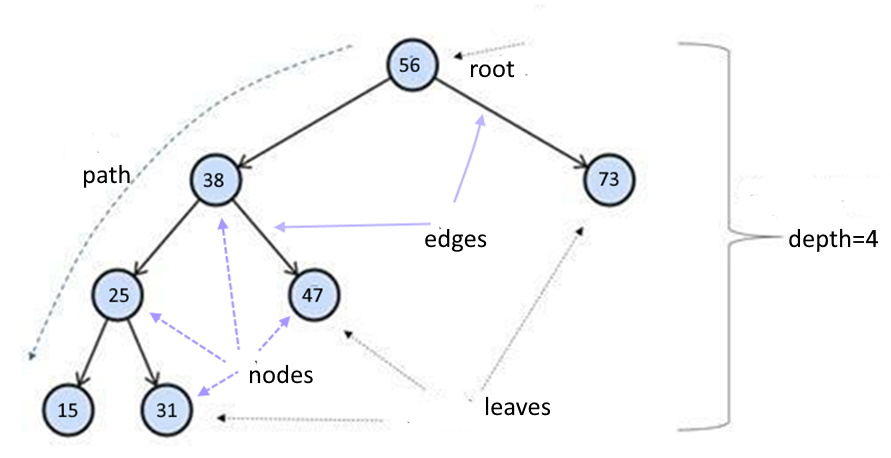 56
root
path
38
73
edges
depth=4
25
47
nodes
15
31
leaves